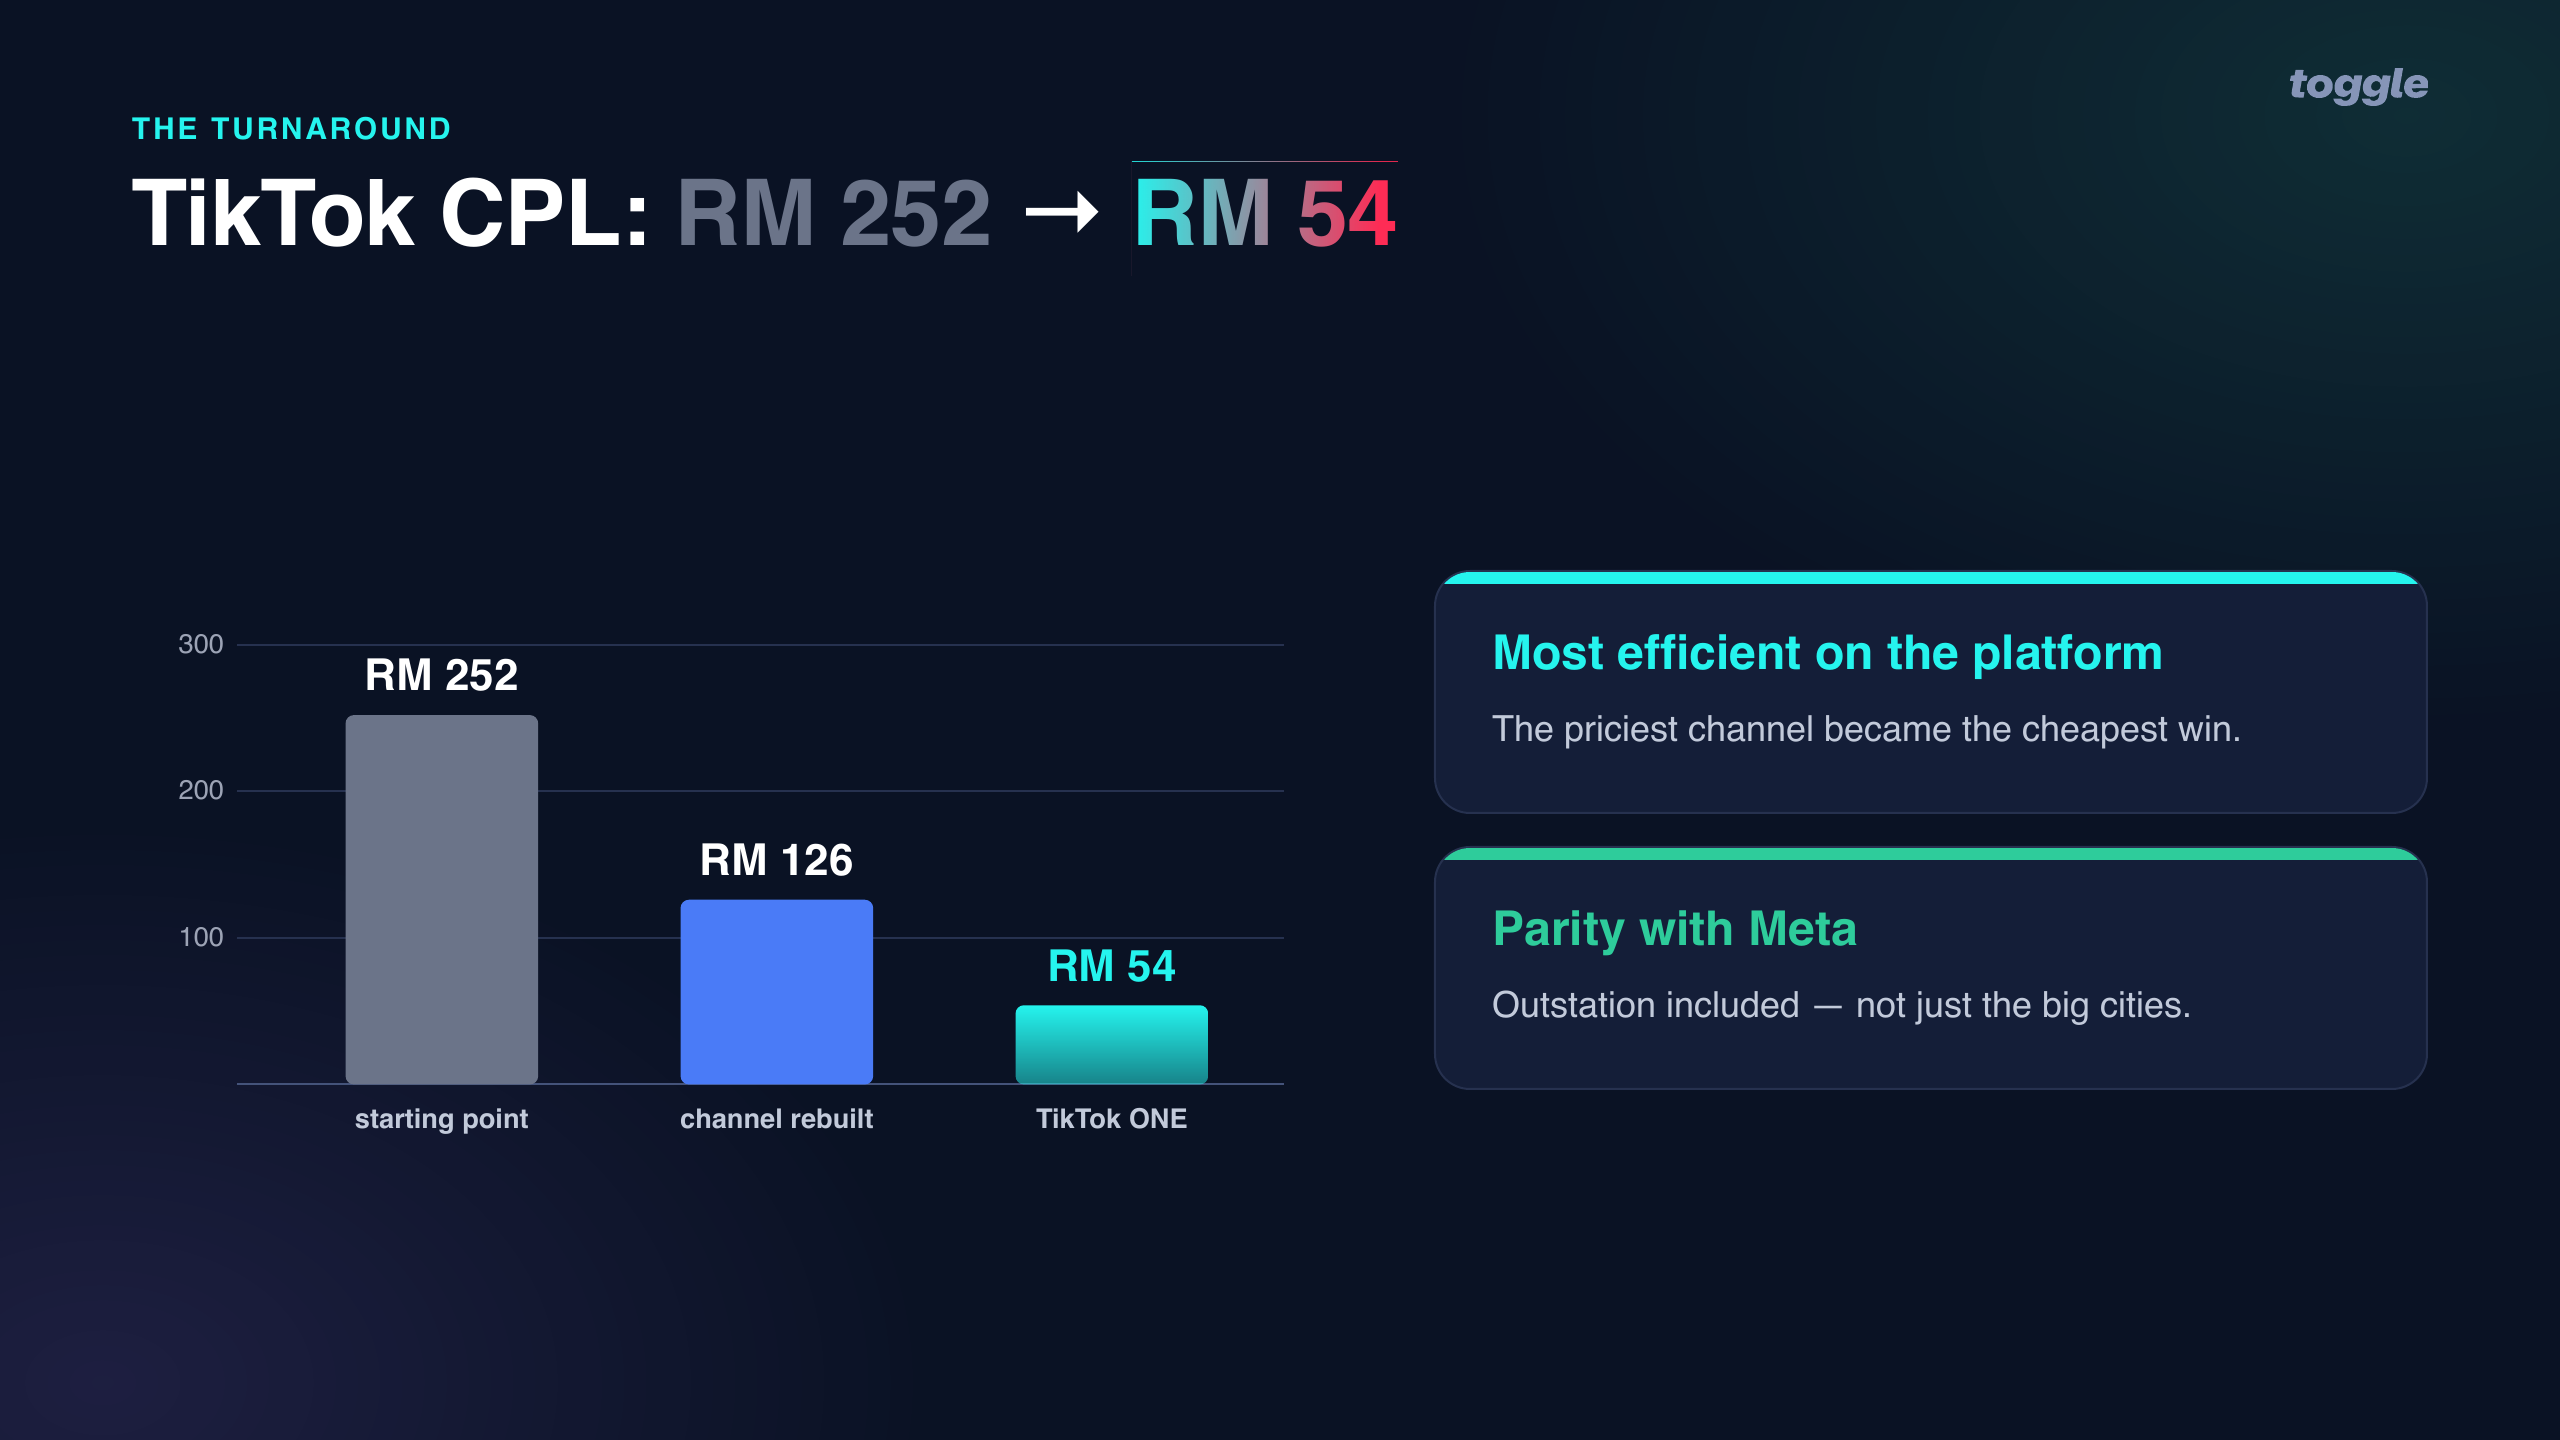 toggle
THE TURNAROUND
TikTok CPL: RM 252 → RM 54
300
200
100
RM 252
RM 126
RM 54
starting point
channel rebuilt
TikTok ONE
Most efficient on the platform
The priciest channel became the cheapest win.
Parity with Meta
Outstation included — not just the big cities.